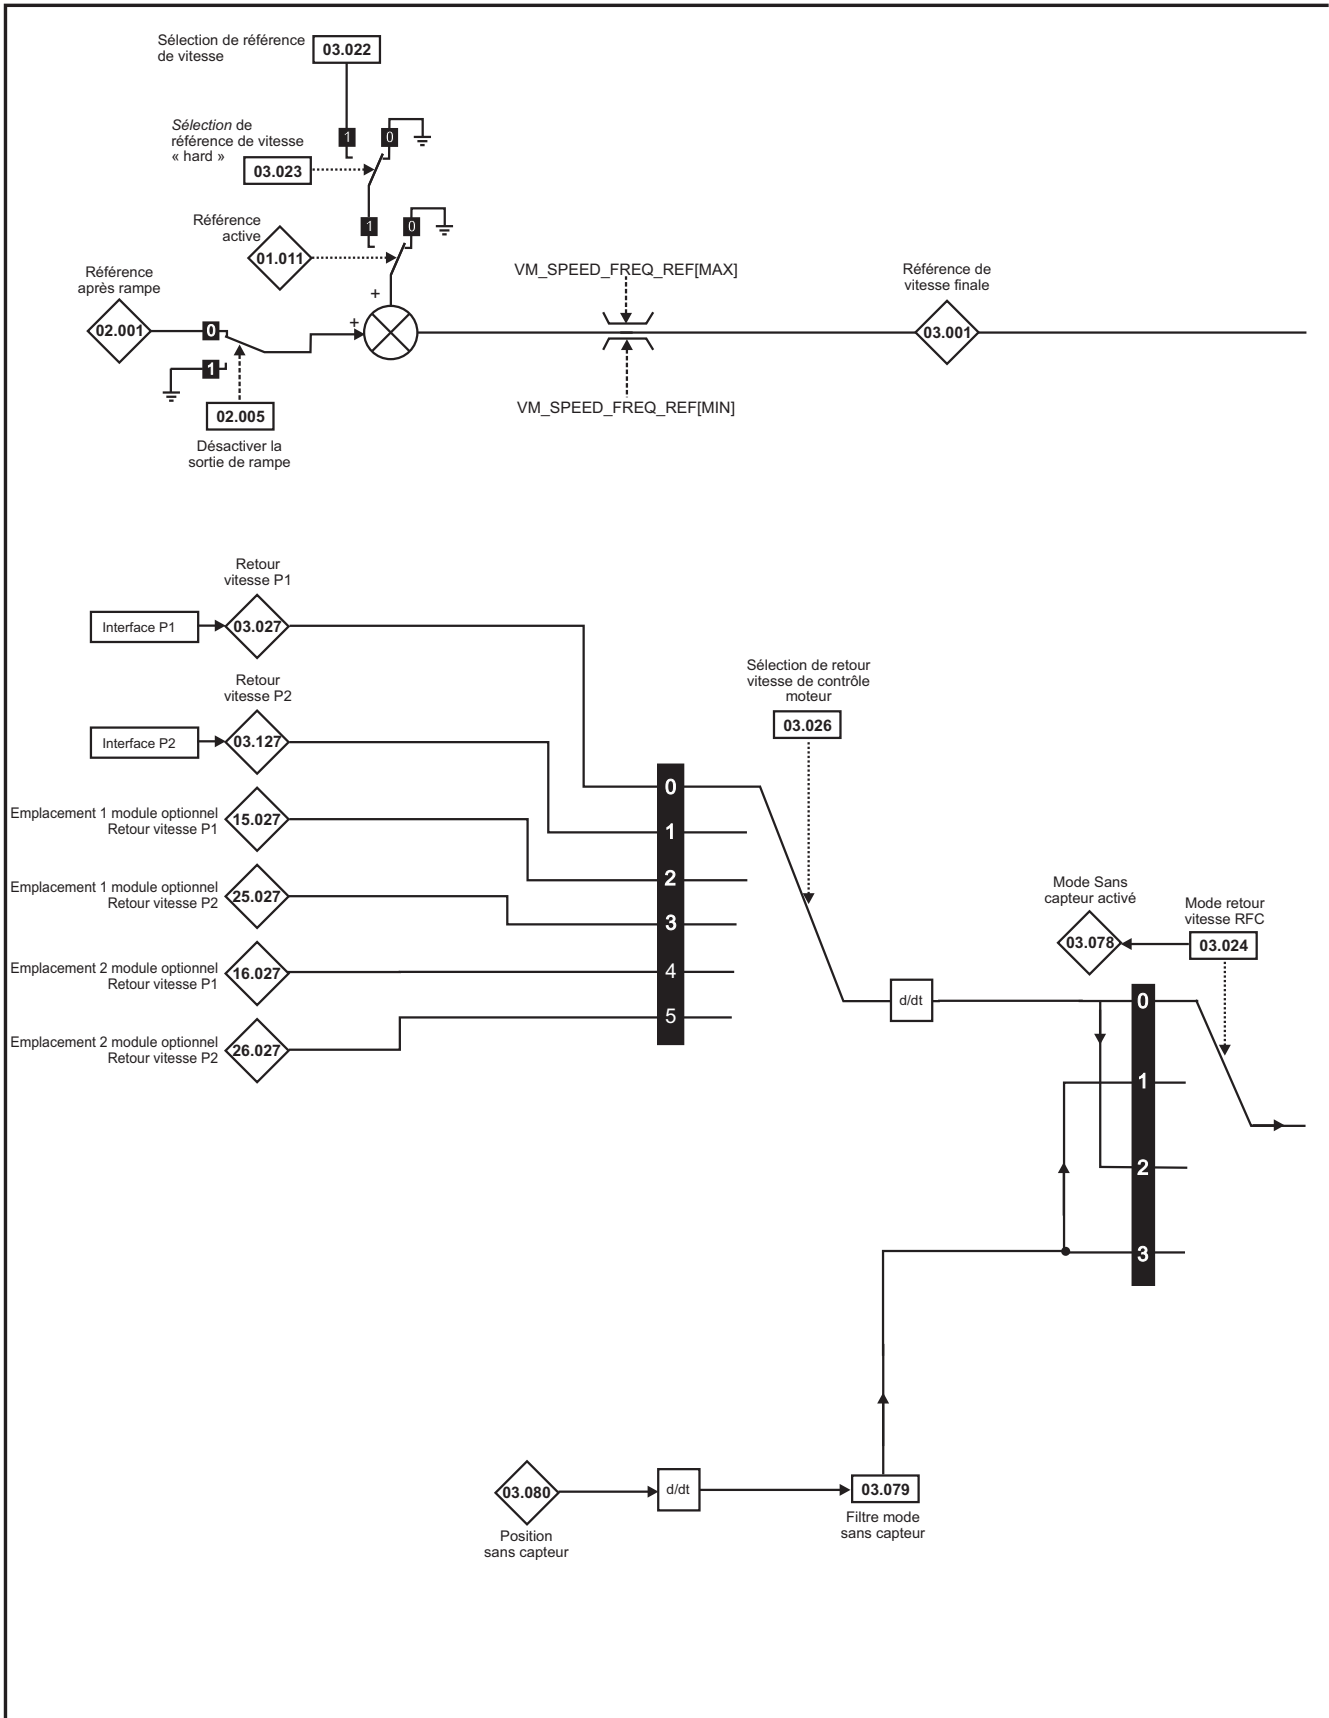 Sélection de référence
de vitesse
03.022
Sélection de
référence de vitesse
« hard »
03.023
1
0
Référence
active
01.011
1
0
Référence
après rampe
02.001
0
1
+
+
02.005
Désactiver la
sortie de rampe
VM_SPEED_FREQ_REF[MAX]
VM_SPEED_FREQ_REF[MIN]
Référence de
vitesse finale
03.001
Retour
vitesse P1
Interface P1
03.027
Retour
vitesse P2
Interface P2
03.127
Emplacement 1 module optionnel
Retour vitesse P1
15.027
Emplacement 1 module optionnel
Retour vitesse P2
25.027
Emplacement 2 module optionnel
Retour vitesse P1
16.027
Emplacement 2 module optionnel
Retour vitesse P2
26.027
0
1
2
3
4
5
Sélection de retour
vitesse de contrôle
moteur
03.026
d/dt
Mode Sans
capteur activé
03.078
Mode retour
vitesse RFC
03.024
0
1
2
3
03.080
Position
sans capteur
d/dt
03.079
Filtre mode
sans capteur